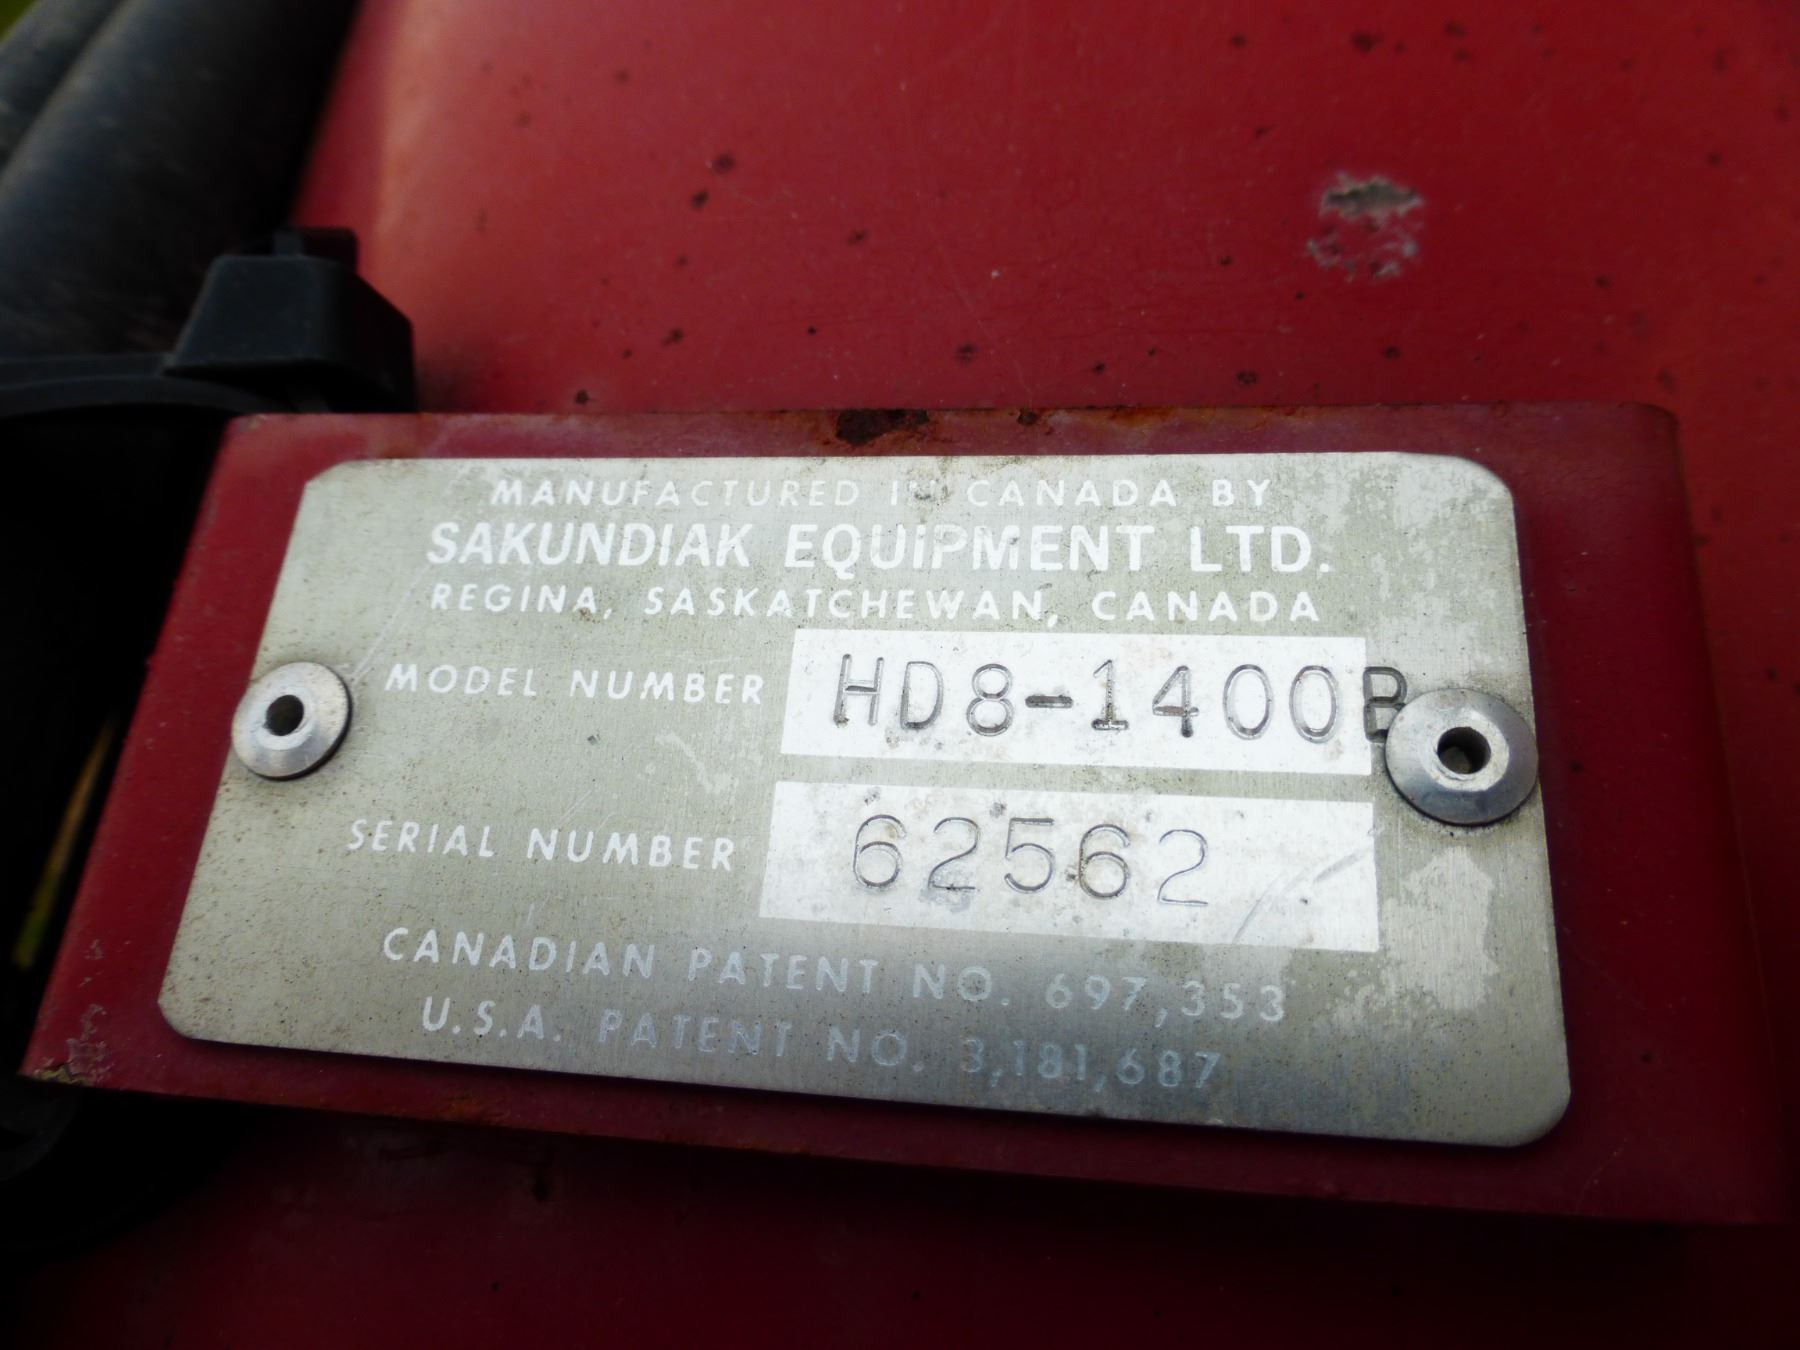 MANUFACTURED IN CANADA BY
SAKUNDIAK EQUIPMENT LTD.
REGINA, SASKATCHEWAN, CANADA
MODEL NUMBER HD8-1400B
SERIAL NUMBER 62562
CANADIAN PATENT NO. 697,353
U.S.A. PATENT NO. 3,181,687